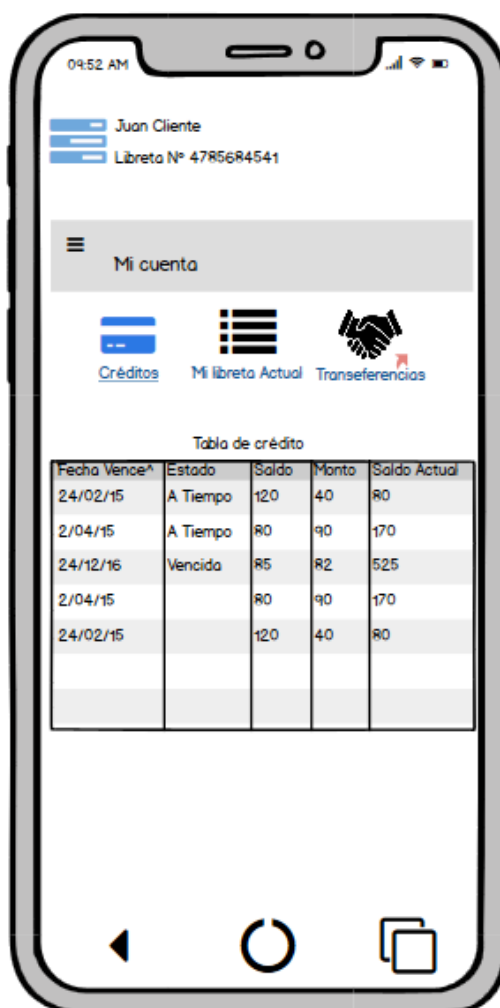 09:52 AM
Juan Cliente
Libreta Nº 4785684541
Mi cuenta
Créditos Mi libreta Actual Transeferencias
Tabla de crédito
Fecha Vence^ Estado Saldo Monto Saldo Actual
24/02/15 A Tiempo 120 40 80
2/04/15 A Tiempo 80 90 170
24/12/16 Vencida 85 82 525
2/04/15 80 90 170
24/02/15 120 40 80